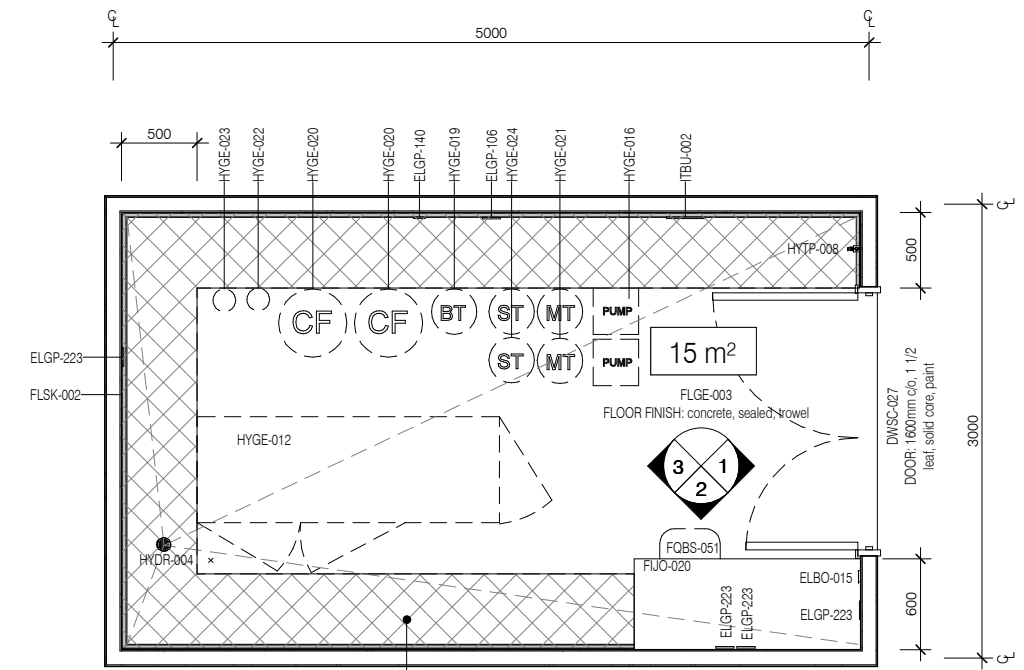 ℄
℄
5000
500
HYGE-023
HYGE-022
HYGE-020
HYGE-020
ELGP-140
HYGE-019
ELGP-106
HYGE-024
HYGE-021
HYGE-016
ITBU-002
℄
HYTP-008
500
CF
CF
BT
ST
MT
PUMP
ST
MT
PUMP
15 m²
ELGP-223
FLSK-002
FLGE-003
FLOOR FINISH: concrete, sealed, trowel
DWSC-027
DOOR: 1600mm c/o, 1 1/2
leaf, solid core, paint
3000
HYGE-012
3
1
2
HYDR-004
×
FQBS-051
FIJO-020
ELBO-015
ELGP-223
ELGP-223
ELGP-223
600
℄